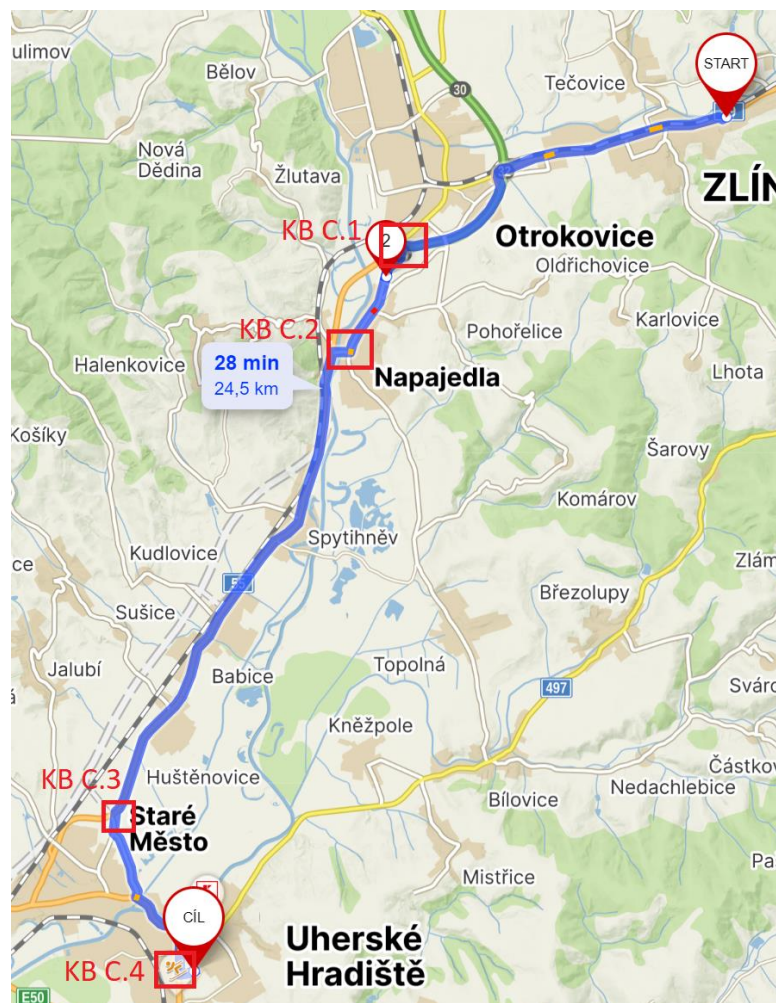 ulimov
Bělov
30
Tečovice
START
Nová
Dědina
Žlutava
ZLÍN
KB C.1
2
Otrokovice
Oldřichovice
KB C.2
Pohořelice
Karlovice
Halenkovice
28 min
24,5 km
Napajedla
Lhota
Košíky
Šarovy
Komárov
Spytihněv
Kudlovice
ce
Zlám
55
Březolupy
Sušice
Jalubí
Babice
Topolná
497
Svárd
Kněžpole
KB C.3
Huštěnovice
Částkov
Nedachlebice
Bílovice
Staré
Město
Pa
Mistřice
CÍL
Uherské
Hradiště
KB C.4
E50